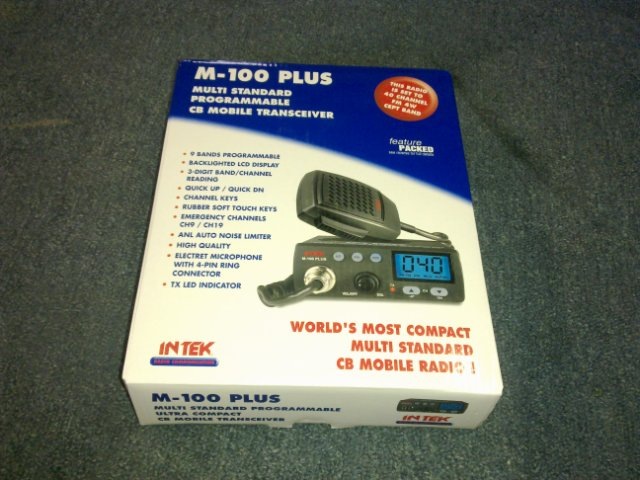 M-100 PLUS
MULTI STANDARD
PROGRAMMABLE
CB MOBILE TRANSCEIVER
THIS RADIO
IS SET TO
40 CHANNEL
FM 4W
CEPT BAND
feature
PACKED
• 9 BANDS PROGRAMMABLE
• BACKLIGHTED LCD DISPLAY
• 3-DIGIT BAND/CHANNEL
READING
• QUICK UP / QUICK DN
• CHANNEL KEYS
• RUBBER SOFT TOUCH KEYS
• EMERGENCY CHANNELS
CH9 / CH19
• ANL AUTO NOISE LIMITER
• HIGH QUALITY
• ELECTRET MICROPHONE
WITH 4-PIN RING
CONNECTOR
• TX LED INDICATOR
M-100 PLUS
040
WORLD'S MOST COMPACT
MULTI STANDARD
CB MOBILE RADIO !
INTEK
M-100 PLUS
MULTI STANDARD PROGRAMMABLE
ULTRA COMPACT
CB MOBILE TRANSCEIVER
INTEK